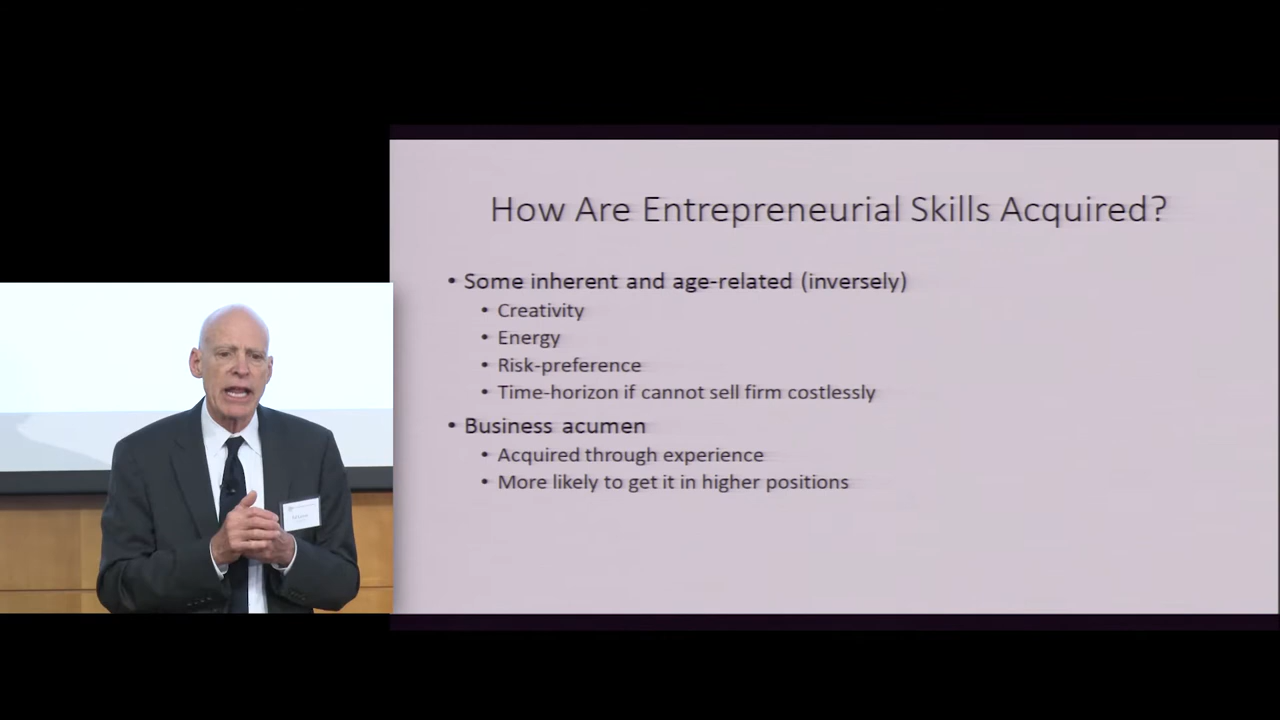 How Are Entrepreneurial Skills Acquired?
• Some inherent and age-related (inversely)
• Creativity
• Energy
• Risk-preference
• Time-horizon if cannot sell firm costlessly
• Business acumen
• Acquired through experience
• More likely to get it in higher positions